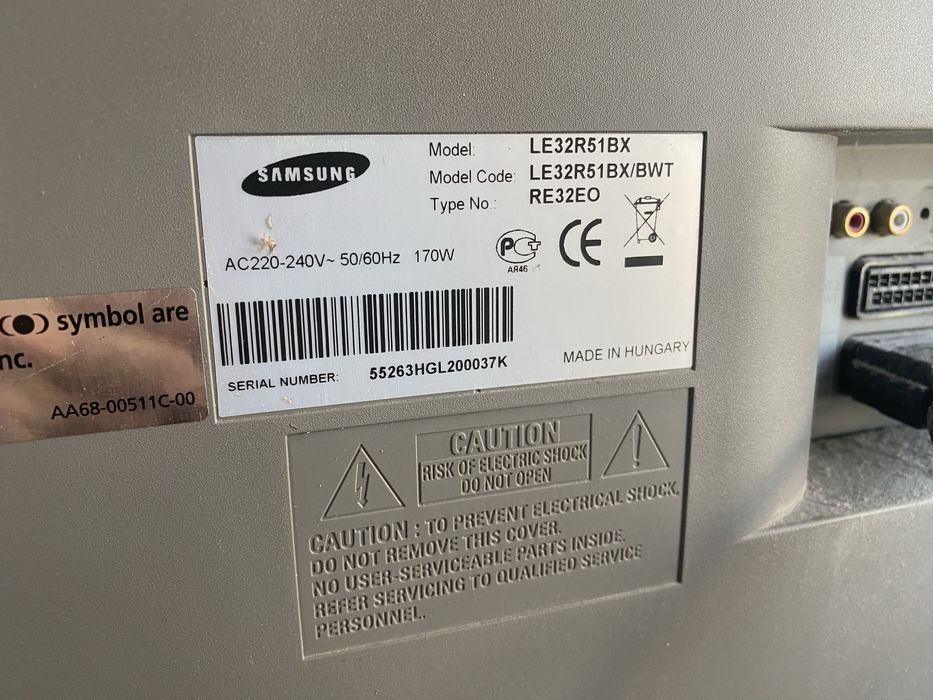 SAMSUNG
Model: LE32R51BX
Model Code: LE32R51BX/BWT
Type No.: RE32EO
AC220-240V~ 50/60Hz 170W
АЯ46
SERIAL NUMBER: 55263HGL200037K
MADE IN HUNGARY
symbol are
nc.
AA68-00511C-00
CAUTION
RISK OF ELECTRIC SHOCK
DO NOT OPEN
CAUTION : TO PREVENT ELECTRICAL SHOCK,
DO NOT REMOVE THIS COVER.
NO USER-SERVICEABLE PARTS INSIDE.
REFER SERVICING TO QUALIFIED SERVICE
PERSONNEL.